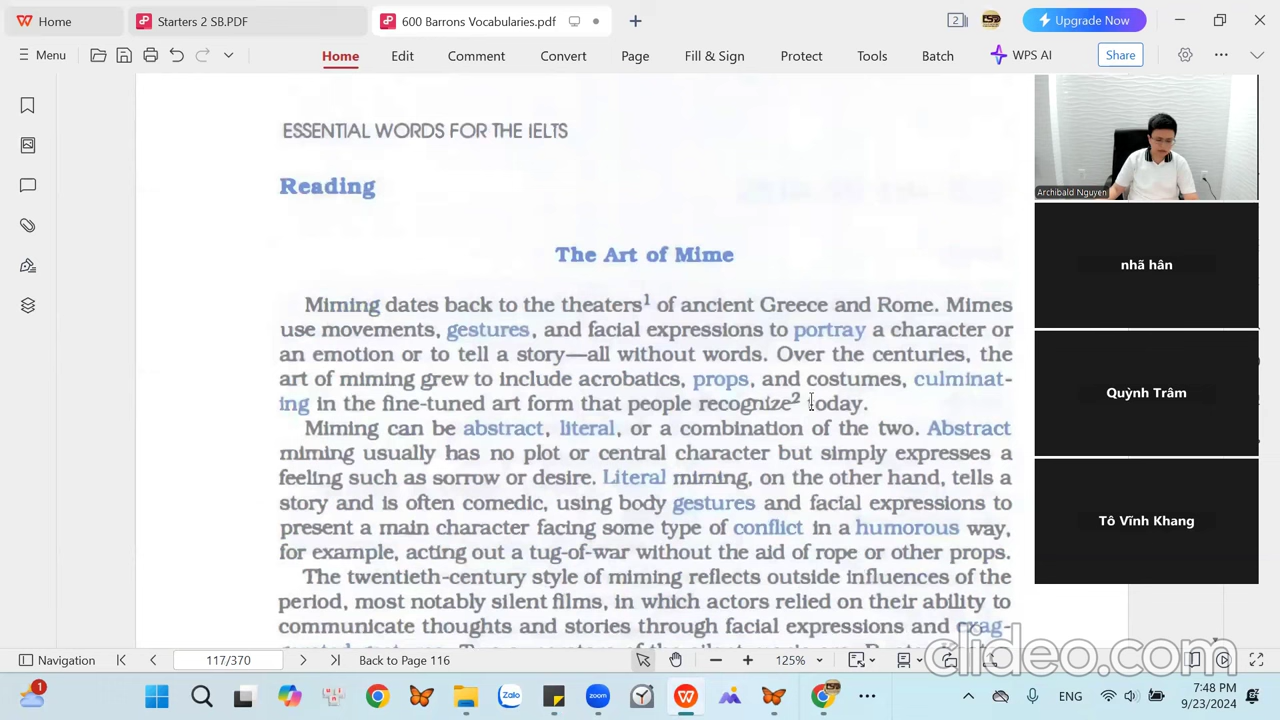 Home
Starters 2 SB.PDF
600 Barrons Vocabularies.pdf
2
Upgrade Now
Menu
Home
Edit
Comment
Convert
Page
Fill & Sign
Protect
Tools
Batch
WPS AI
Share
ESSENTIAL WORDS FOR THE IELTS
Reading
The Art of Mime
Miming dates back to the theaters1 of ancient Greece and Rome. Mimes
use movements, gestures, and facial expressions to portray a character or
an emotion or to tell a story—all without words. Over the centuries, the
art of miming grew to include acrobatics, props, and costumes, culminat-
ing in the fine-tuned art form that people recognize2 today.
Miming can be abstract, literal, or a combination of the two. Abstract
miming usually has no plot or central character but simply expresses a
feeling such as sorrow or desire. Literal miming, on the other hand, tells a
story and is often comedic, using body gestures and facial expressions to
present a main character facing some type of conflict in a humorous way,
for example, acting out a tug-of-war without the aid of rope or other props.
The twentieth-century style of miming reflects outside influences of the
period, most notably silent films, in which actors relied on their ability to
communicate thoughts and stories through facial expressions and exag-
Archibald Nguyen
nhã hân
Quỳnh Trâm
Tô Vĩnh Khang
clideo.com
Navigation
117/370
Back to Page 116
125%
1
Zalo
zoom
ENG
7:48 PM
9/23/2024